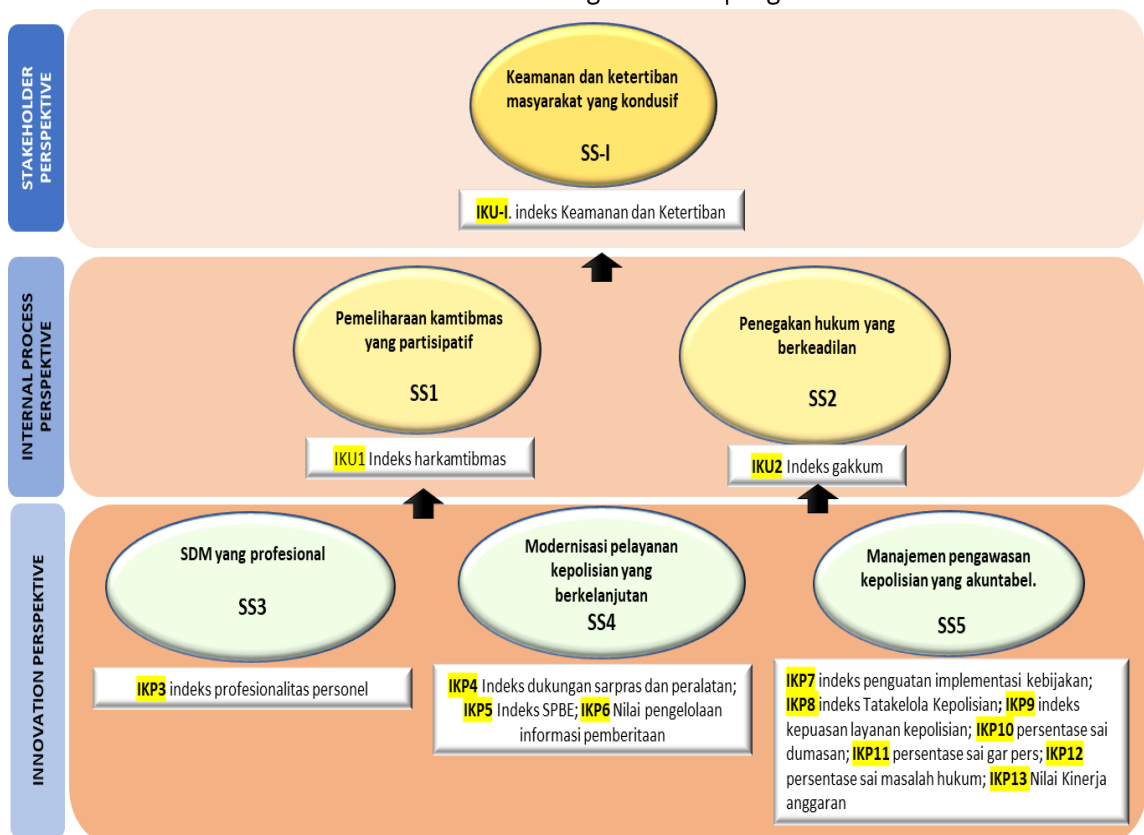 STAKEHOLDER
PERSPEKTIVE
Keamanan dan ketertiban
masyarakat yang kondusif
SS-I
IKU-I. indeks Keamanan dan Ketertiban
INTERNAL PROCESS
PERSPEKTIVE
Pemeliharaan kamtibmas
yang partisipatif
SS1
IKU1 Indeks harkamtibmas
Penegakan hukum yang
berkeadilan
SS2
IKU2 Indeks gakkum
INNOVATION PERSPEKTIVE
SDM yang profesional
SS3
IKP3 indeks profesionalitas personel
Modernisasi pelayanan
kepolisian yang
berkelanjutan
SS4
IKP4 Indeks dukungan sarpras dan peralatan;
IKP5 Indeks SPBE; IKP6 Nilai pengelolaan
informasi pemberitaan
Manajemen pengawasan
kepolisian yang akuntabel.
SS5
IKP7 indeks penguatan implementasi kebijakan;
IKP8 indeks Tatakelola Kepolisian; IKP9 indeks
kepuasan layanan kepolisian; IKP10 persentase sai
dumasan; IKP11 persentase sai gar pers; IKP12
persentase sai masalah hukum; IKP13 Nilai Kinerja
anggaran